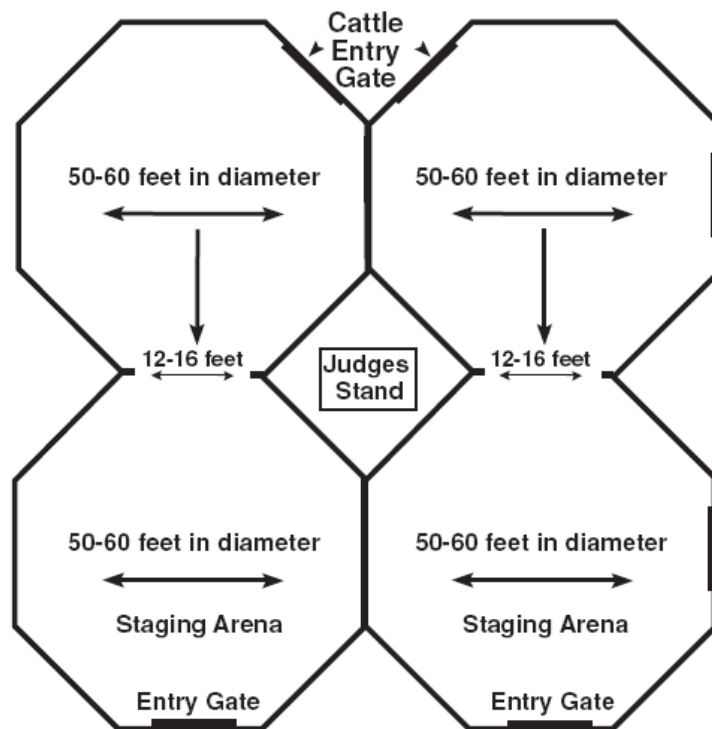 Cattle
Entry
Gate
50-60 feet in diameter
50-60 feet in diameter
12-16 feet
12-16 feet
Judges
Stand
50-60 feet in diameter
50-60 feet in diameter
Staging Arena
Staging Arena
Entry Gate
Entry Gate